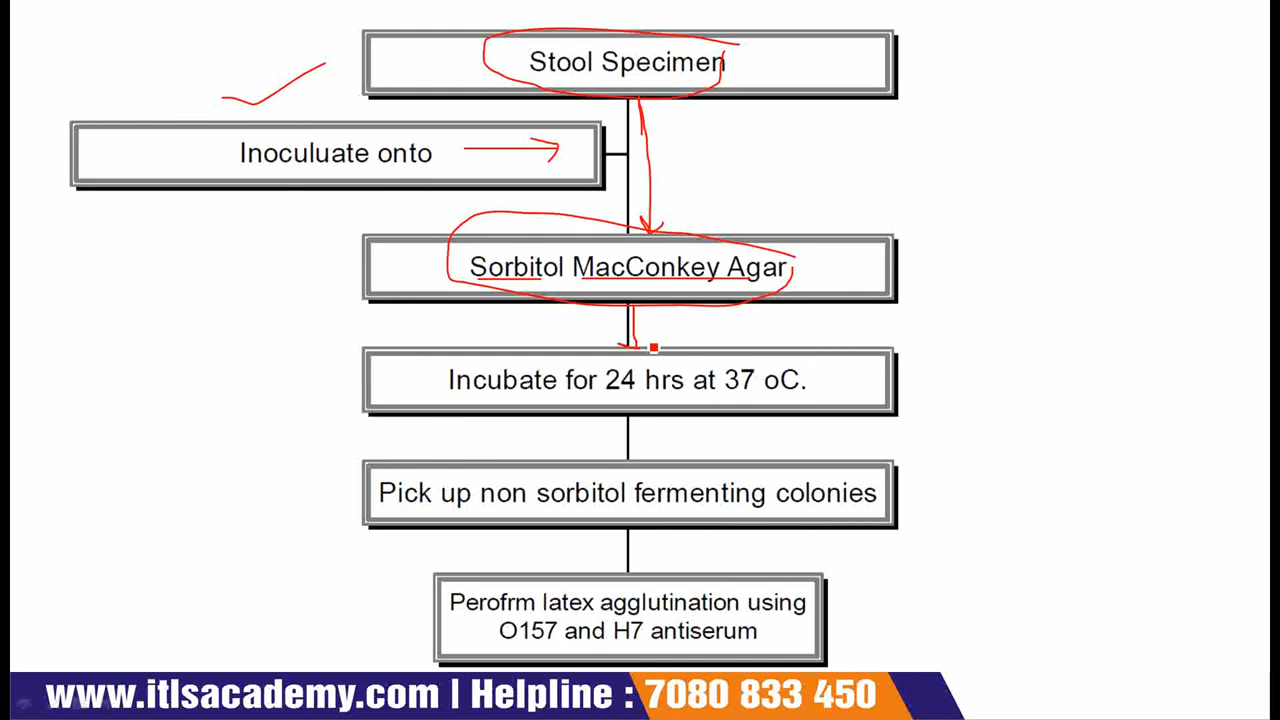 Stool Specimen
Inoculuate onto
Sorbitol MacConkey Agar
Incubate for 24 hrs at 37 oC.
Pick up non sorbitol fermenting colonies
Perofrm latex agglutination using
O157 and H7 antiserum
www.itlsacademy.com | Helpline : 7080 833 450